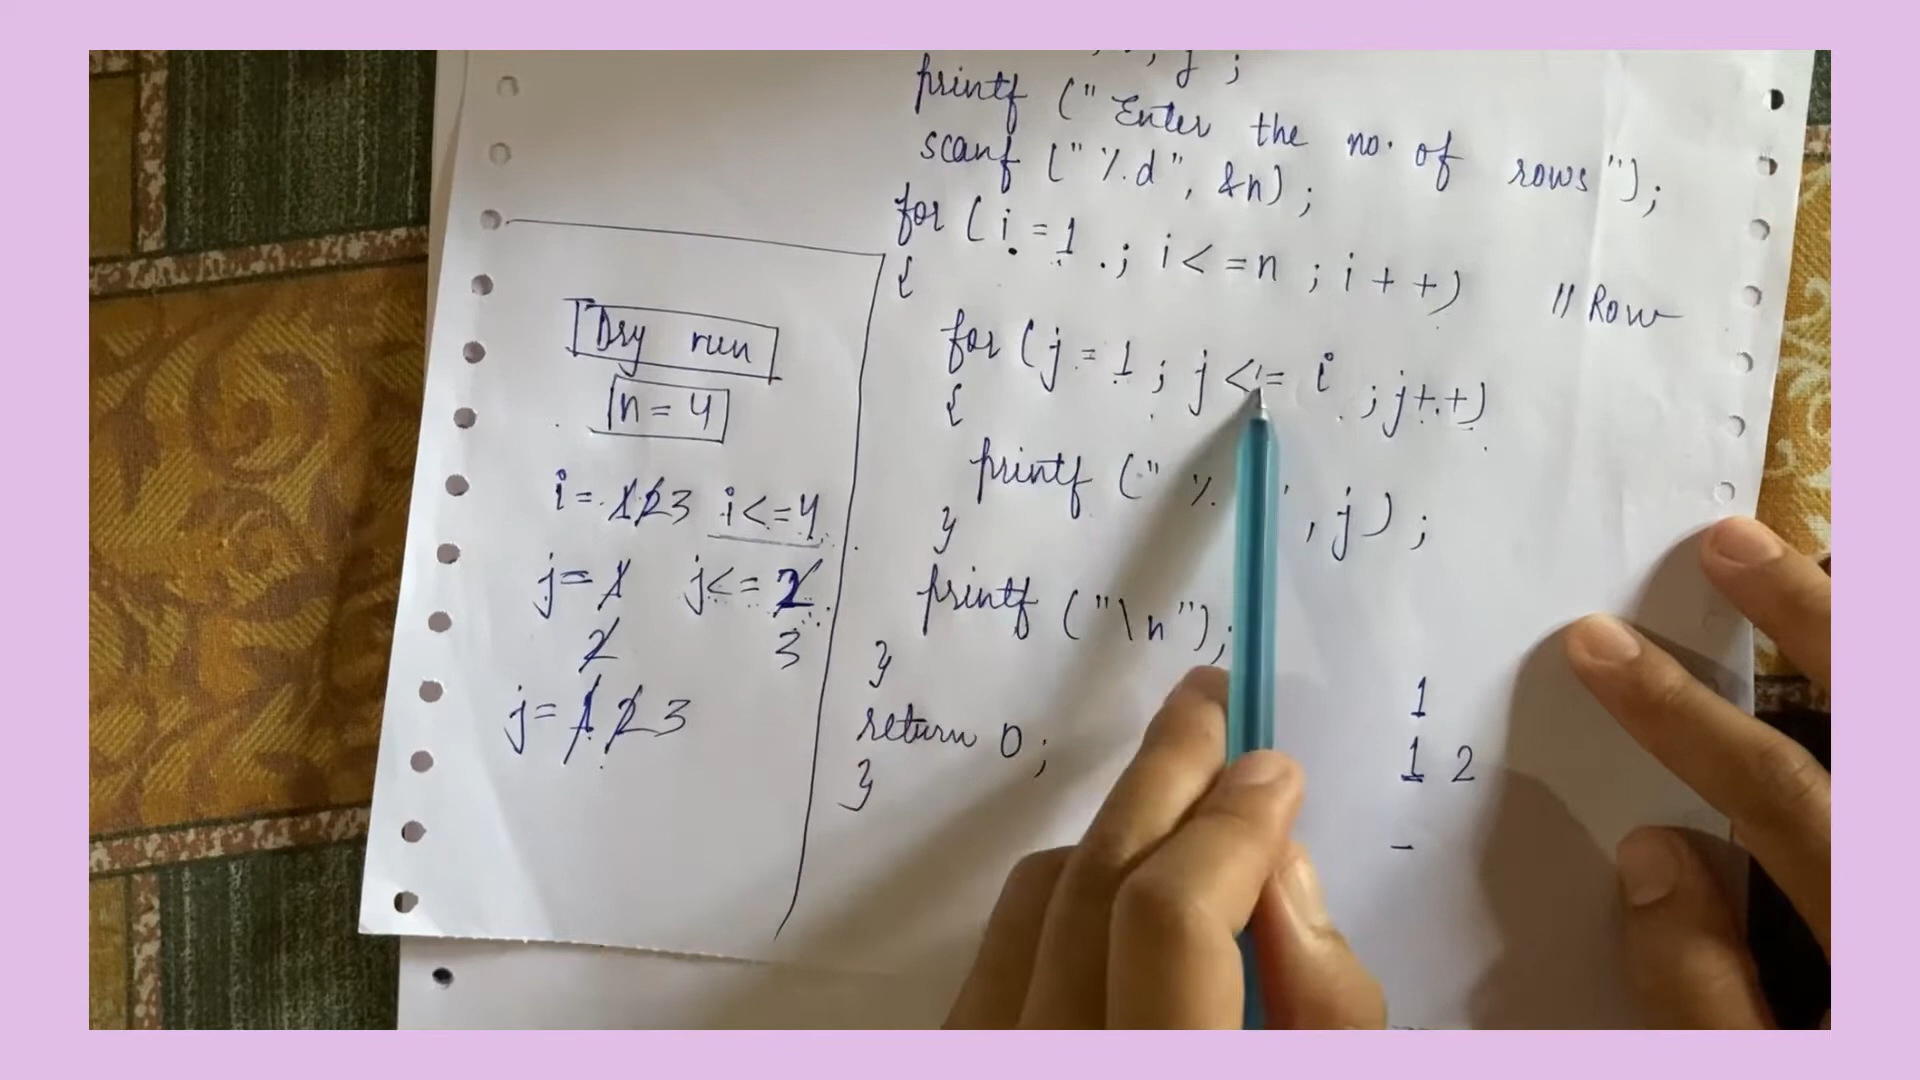 j ;
printf ("Enter the no. of rows");
scanf ("%d", &n);
for (i = 1 ; i <= n ; i + +) // Row
{
for (j = 1 ; j <= i ; j++)
{
printf (" % " , j ) ;
}
printf ("\n");
}
return 0 ;
}
Dry run
n = 4
i = 1 2 3 i <= 4
j = 1 j <= 2
2 3
j = 1 2 3
1
1 2
-